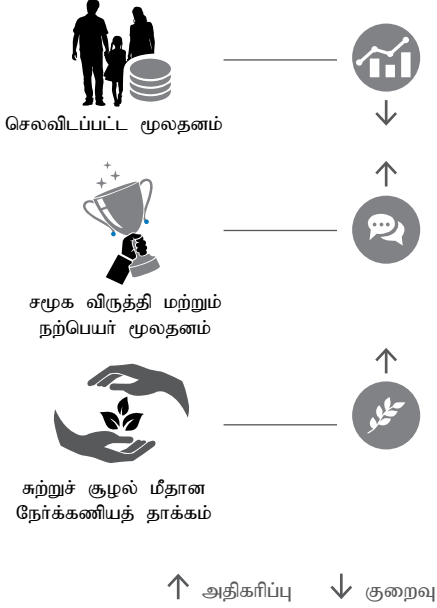 செலவிடப்பட்ட மூலதனம்
சமூக விருத்தி மற்றும்
நற்பெயர் மூலதனம்
சுற்றுச் சூழல் மீதான
நேர்க்கணியத் தாக்கம்
அதிகரிப்பு குறைவு